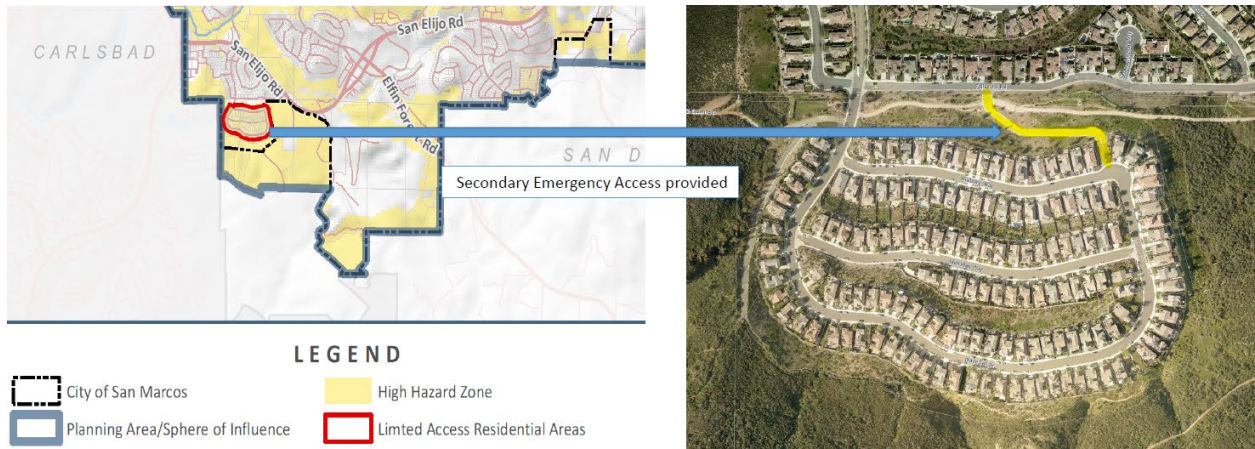 CARLSBAD
San Elijo Rd
San Elijo Rd
Elfin Forest Rd
SAN D
Secondary Emergency Access provided
LEGEND
City of San Marcos
High Hazard Zone
Planning Area/Sphere of Influence
Limted Access Residential Areas